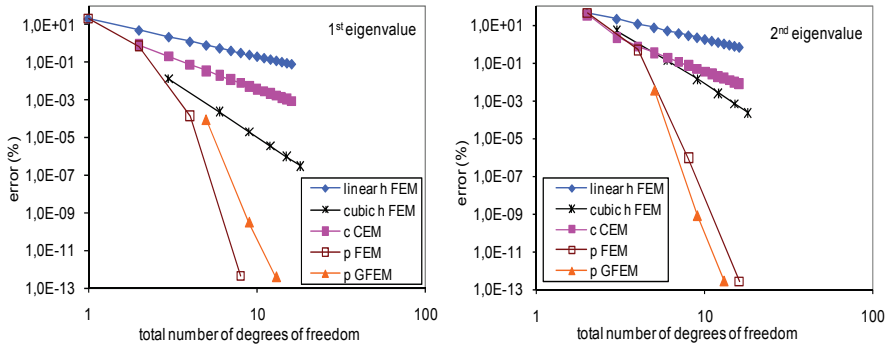 1st eigenvalue
error (%)
1,0E+01
1,0E-01
1,0E-03
1,0E-05
1,0E-07
1,0E-09
1,0E-11
1,0E-13
linear h FEM
cubic h FEM
c CEM
p FEM
p GFEM
1
10
100
total number of degrees of freedom
2nd eigenvalue
error (%)
1,0E+01
1,0E-01
1,0E-03
1,0E-05
1,0E-07
1,0E-09
1,0E-11
1,0E-13
linear h FEM
cubic h FEM
c CEM
p FEM
p GFEM
1
10
100
total number of degrees of freedom